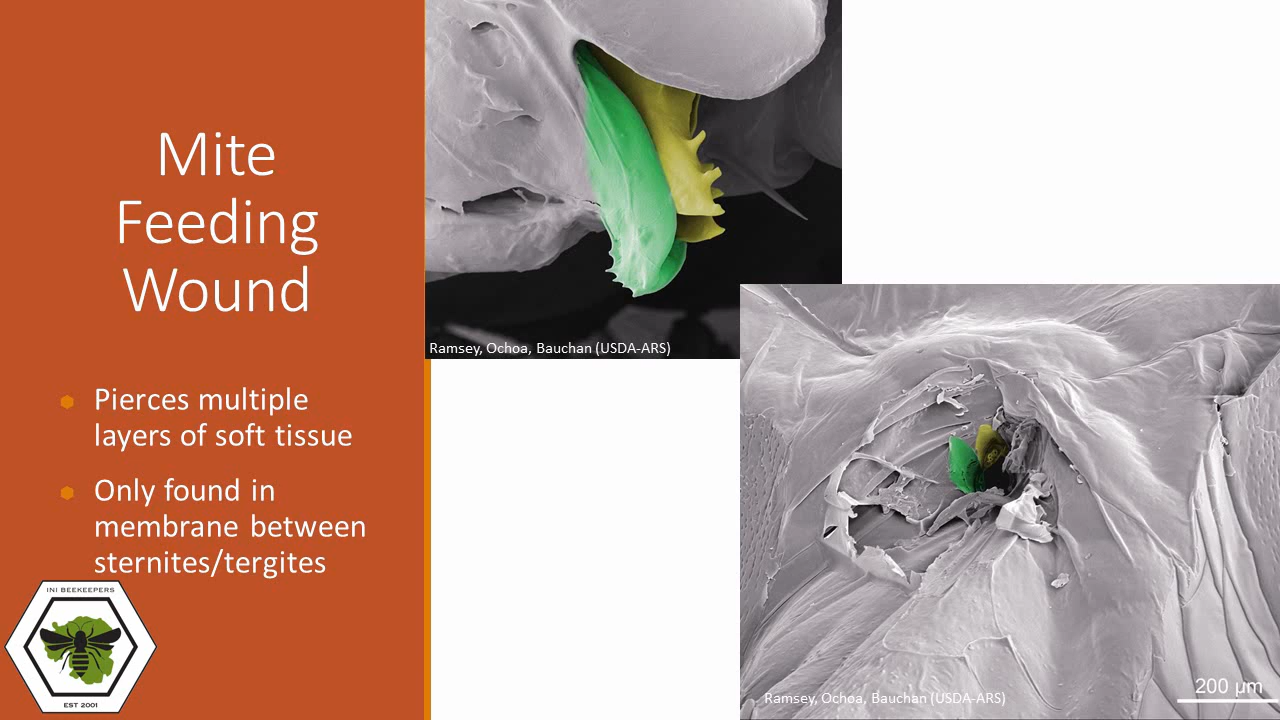 Mite
Feeding
Wound
Pierces multiple
layers of soft tissue
Only found in
membrane between
sternites/tergites
INI BEEKEEPERS
EST 2001
Ramsey, Ochoa, Bauchan (USDA-ARS)
Ramsey, Ochoa, Bauchan (USDA-ARS)
200 µm